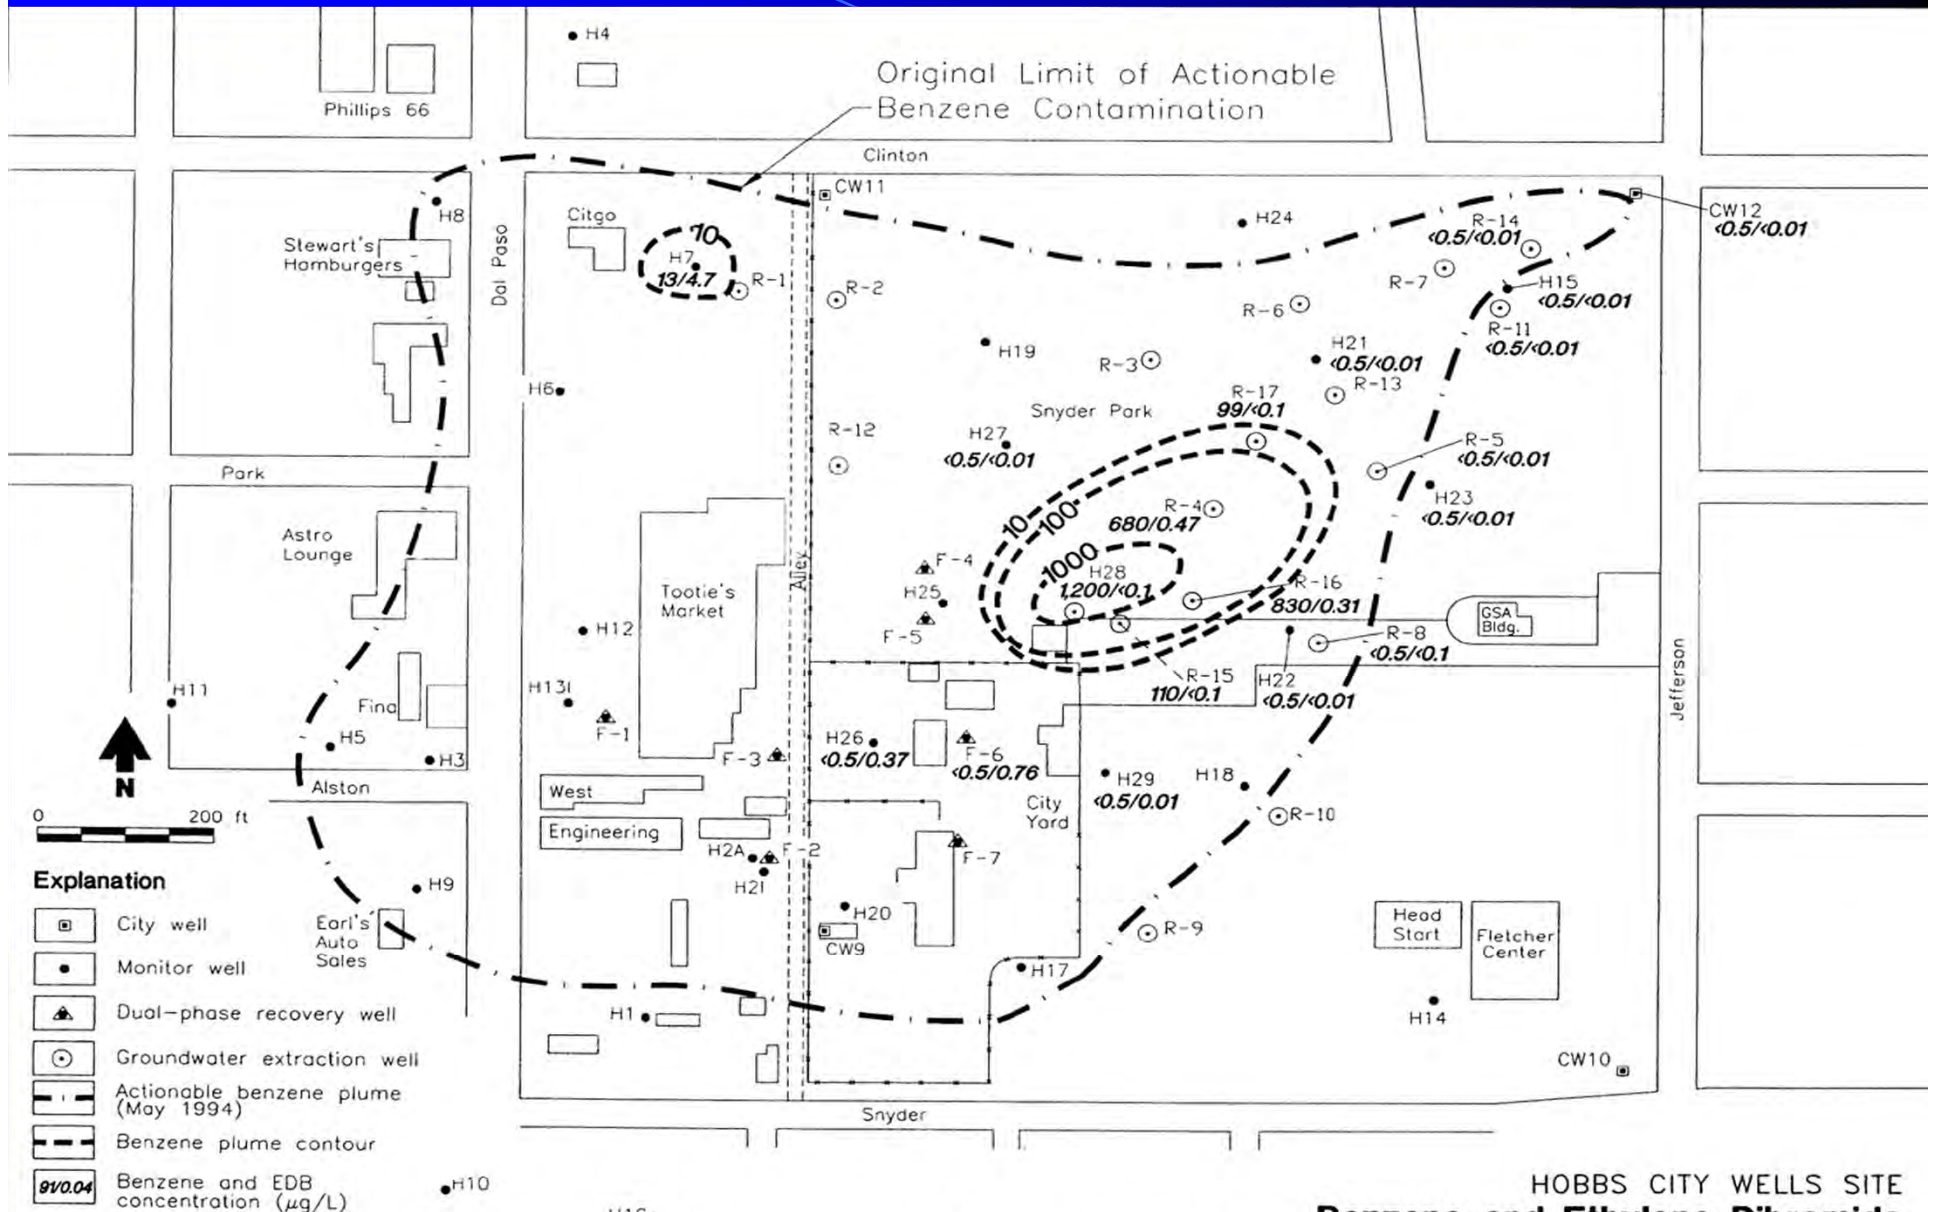 H4
Original Limit of Actionable
Benzene Contamination
Phillips 66
Clinton
CW11
CW12
<0.5/<0.01
H8
Citgo
10
H7
13/4.7
R-1
R-2
H24
R-14
<0.5/<0.01
R-7
H15
<0.5/<0.01
Stewart's
Hamburgers
Dal Paso
R-6
R-11
<0.5/<0.01
H19
R-3
H21
<0.5/<0.01
R-13
H6
Snyder Park
R-17
99/<0.1
R-12
H27
<0.5/<0.01
R-5
<0.5/<0.01
Park
H23
<0.5/<0.01
10
100
R-4
680/0.47
Astro
Lounge
1000
H28
1,200/<0.1
F-4
H25
F-5
R-16
830/0.31
Alley
Tootie's
Market
GSA
Bldg.
H12
R-8
<0.5/<0.1
R-15
110/<0.1
H22
<0.5/<0.01
Jefferson
H11
H13I
Fina
F-1
H5
H3
F-3
H26
<0.5/0.37
F-6
<0.5/0.76
H29
<0.5/0.01
H18
N
Alston
West
Engineering
City
Yard
R-10
0 200 ft
H2A
F-2
H2I
F-7
Explanation
H9
H20
CW9
Earl's
Auto
Sales
R-9
Head
Start
Fletcher
Center
City well
Monitor well
H17
H14
H1
Dual-phase recovery well
Groundwater extraction well
CW10
Actionable benzene plume
(May 1994)
Snyder
Benzene plume contour
91/0.04
Benzene and EDB
concentration (µg/L)
H10
HOBBS CITY WELLS SITE
Benzene and Ethylene Dibromide